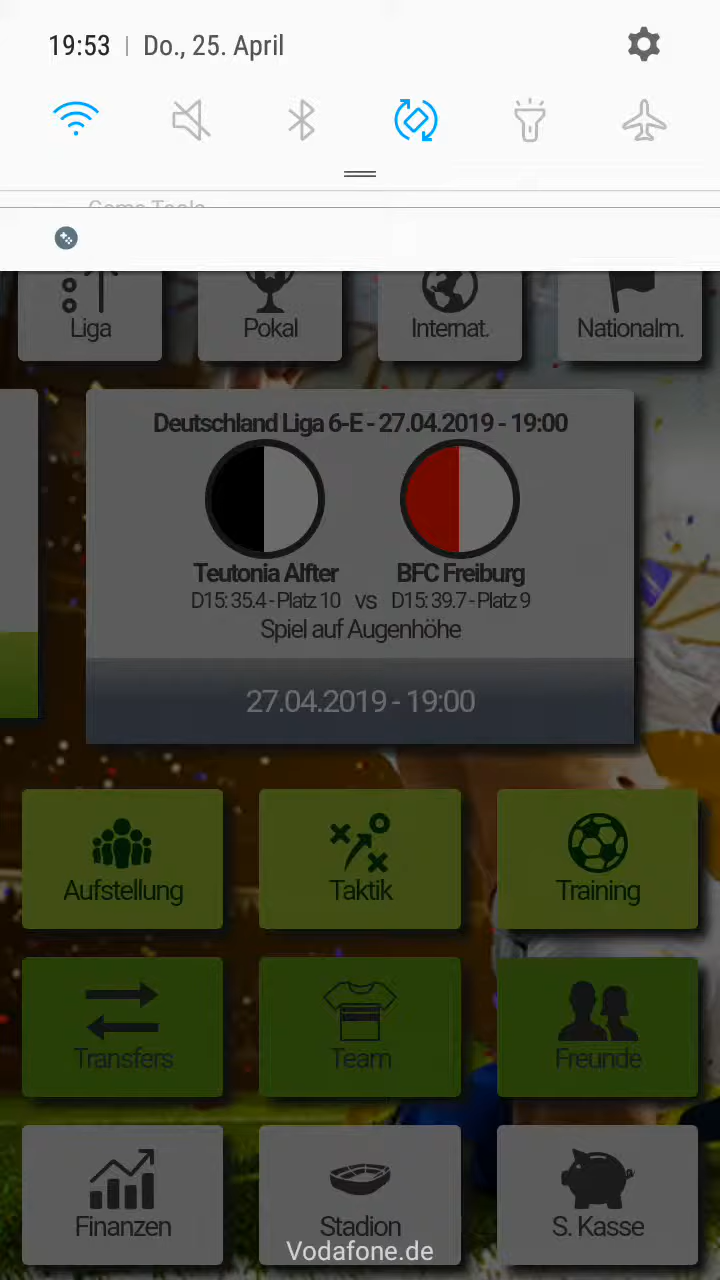 19:53 | Do., 25. April
Game Tools
Liga
Pokal
Internat.
Nationalm.
Deutschland Liga 6-E - 27.04.2019 - 19:00
Teutonia Alfter
BFC Freiburg
D15: 35.4 - Platz 10 vs D15: 39.7 - Platz 9
Spiel auf Augenhöhe
27.04.2019 - 19:00
Aufstellung
Taktik
Training
Transfers
Team
Freunde
Finanzen
Stadion
S. Kasse
Vodafone.de